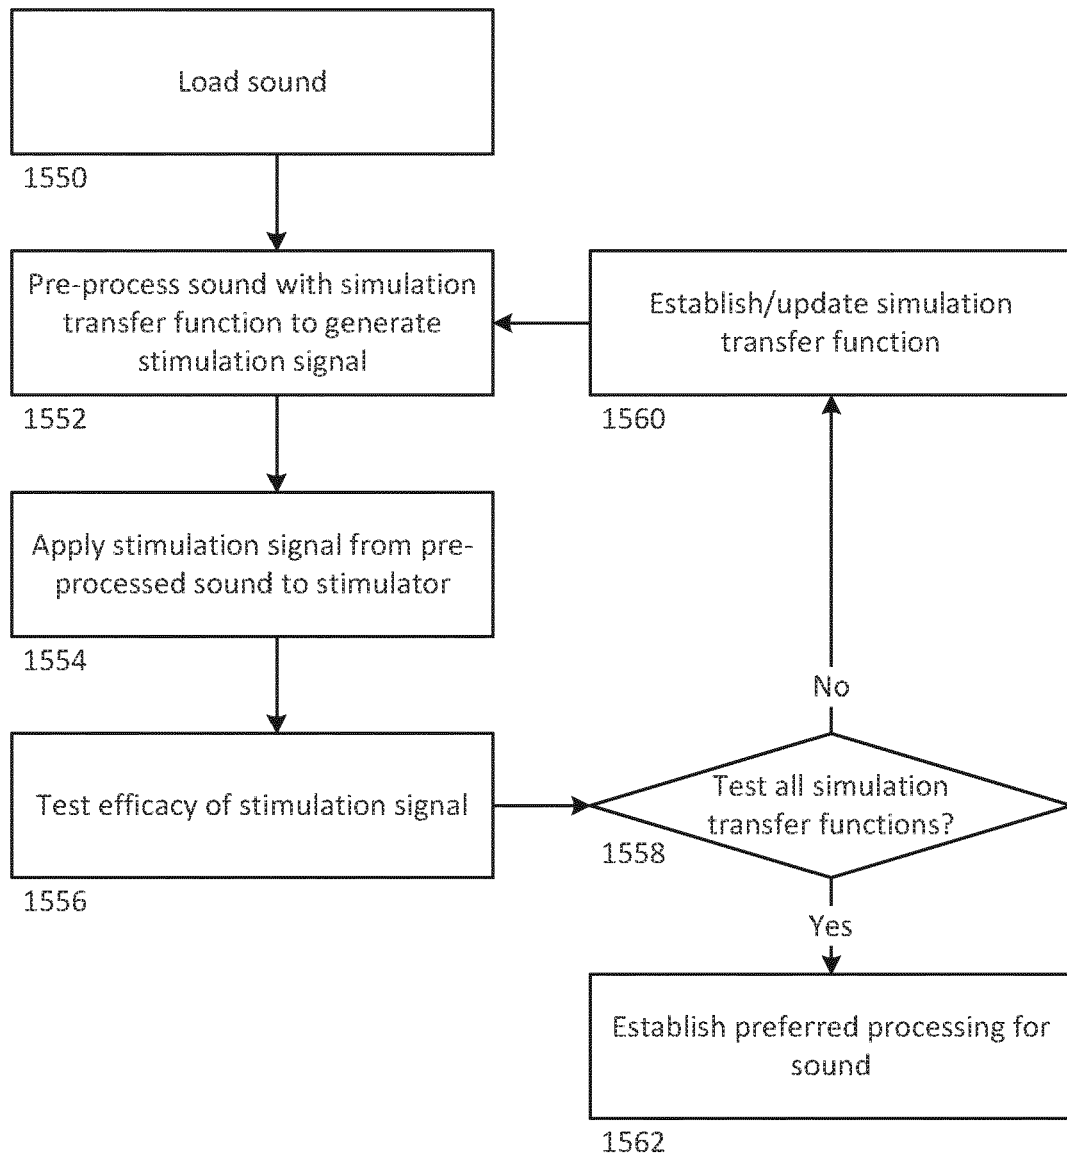 Load sound
1550
Pre-process sound with simulation
transfer function to generate
stimulation signal
1552
Establish/update simulation
transfer function
1560
Apply stimulation signal from pre-
processed sound to stimulator
1554
No
Test efficacy of stimulation signal
1556
Test all simulation
transfer functions?
1558
Yes
Establish preferred processing for
sound
1562